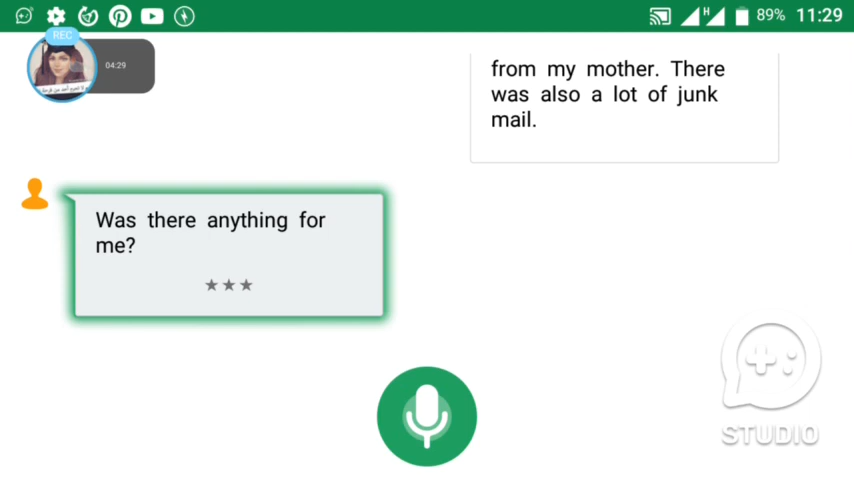 89% 11:29
REC
04:29
from my mother. There
was also a lot of junk
mail.
Was there anything for
me?
STUDIO